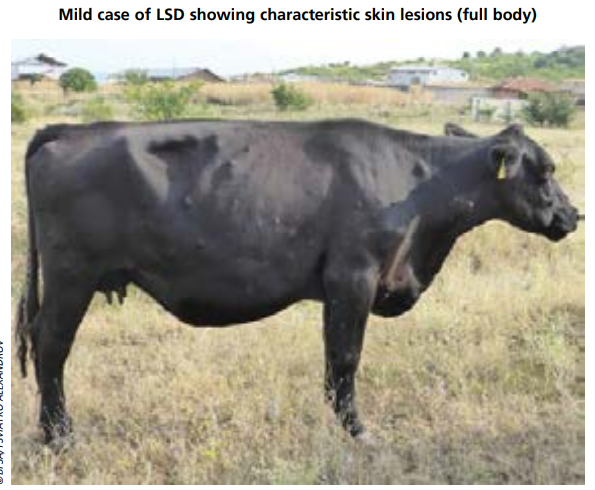 Mild case of LSD showing characteristic skin lesions (full body)